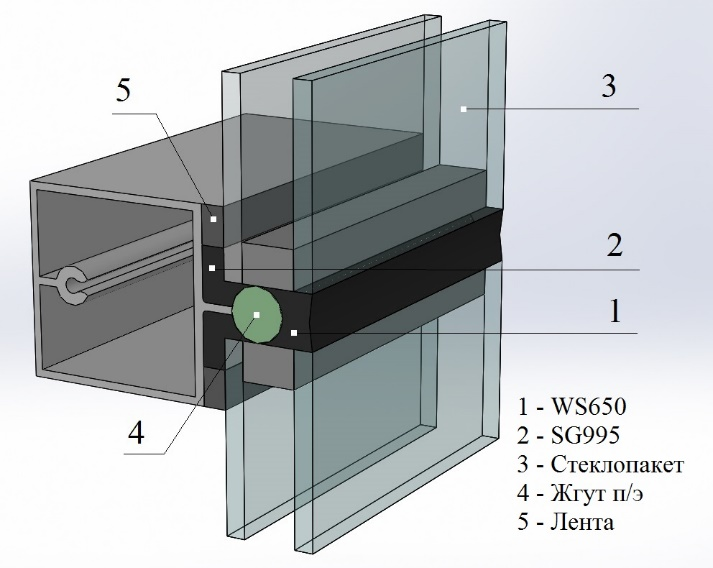 5
3
2
1
4
1 - WS650
2 - SG995
3 - Стеклопакет
4 - Жгут п/э
5 - Лента